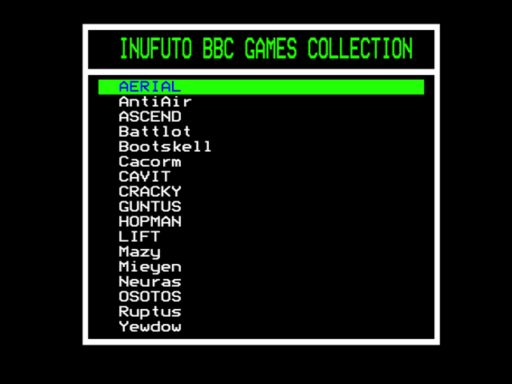 INUFUTO BBC GAMES COLLECTION
AERIAL
AntiAir
ASCEND
Battlot
Bootskell
Cacorm
CAVIT
CRACKY
GUNTUS
HOPMAN
LIFT
Mazy
Mieyen
Neuras
OSOTOS
Ruptus
Yewdow